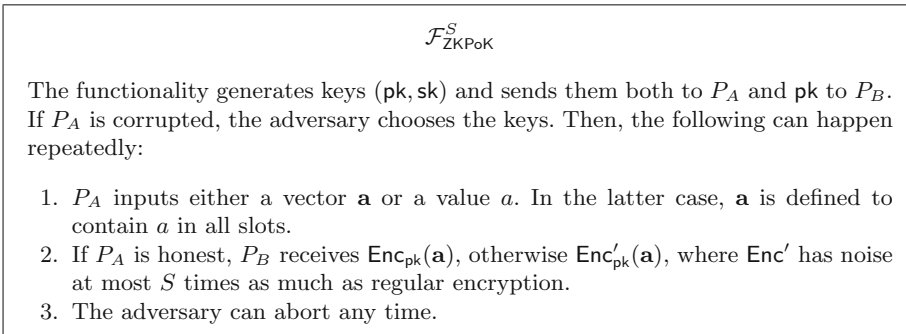 𝓕^S_ZKPoK
The functionality generates keys (pk, sk) and sends them both to P_A and pk to P_B.
If P_A is corrupted, the adversary chooses the keys. Then, the following can happen
repeatedly:
1. P_A inputs either a vector a or a value a. In the latter case, a is defined to
contain a in all slots.
2. If P_A is honest, P_B receives Enc_pk(a), otherwise Enc′_pk(a), where Enc′ has noise
at most S times as much as regular encryption.
3. The adversary can abort any time.